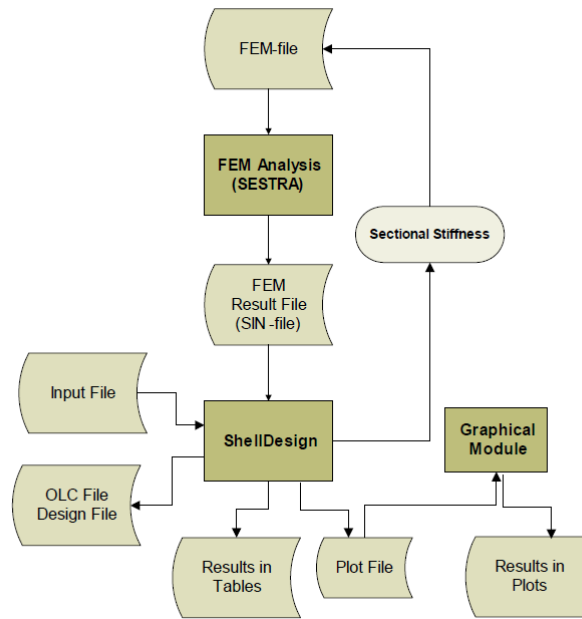 FEM-file
FEM Analysis
(SESTRA)
Sectional Stiffness
FEM
Result File
(SIN -file)
Input File
ShellDesign
Graphical
Module
OLC File
Design File
Results in
Tables
Plot File
Results in
Plots